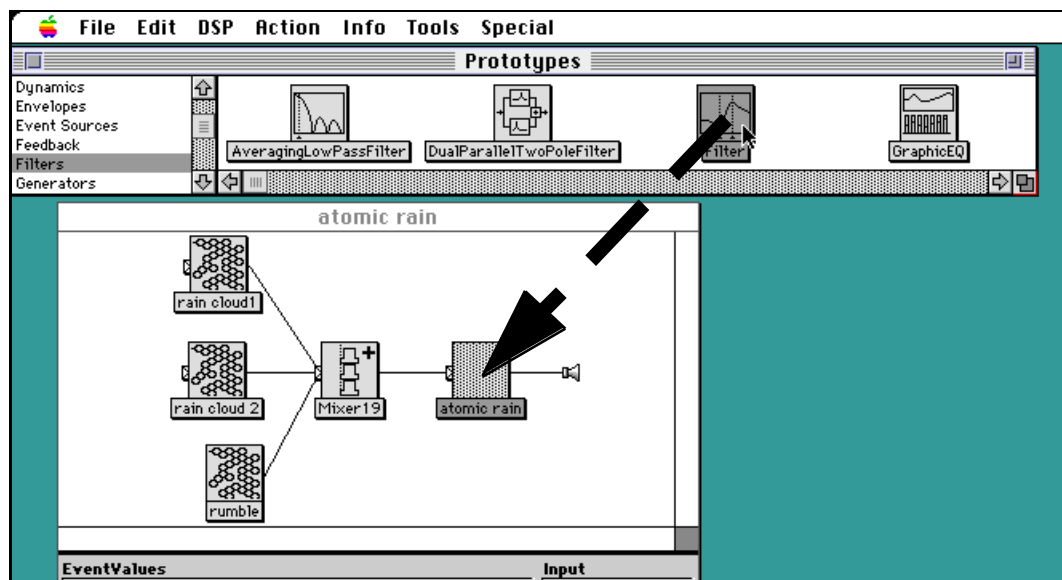 File Edit DSP Action Info Tools Special
Prototypes
Dynamics
Envelopes
Event Sources
Feedback
Filters
Generators
AveragingLowPassFilter
DualParallelTwoPoleFilter
Filter
GraphicEQ
atomic rain
rain cloud1
rain cloud 2
Mixer19
atomic rain
rumble
EventValues
Input